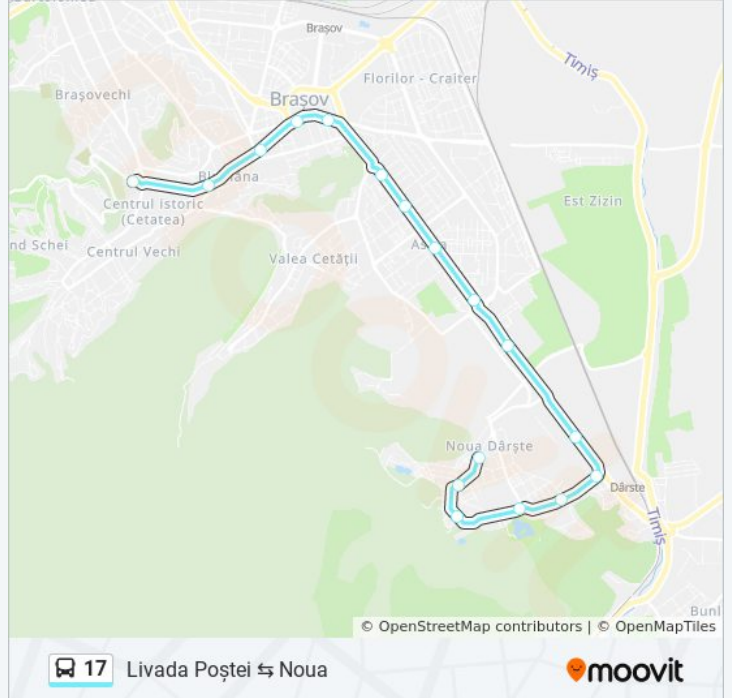 Brașov
Timiș
Florilor - Craiter
Brașovechi
Brașov
Centrul istoric
(Cetatea)
Est Zizin
Centrul Vechi
Valea Cetății
Noua Dârște
Dârste
Timiș
© OpenStreetMap contributors | © OpenMapTiles
17 Livada Poștei ⇆ Noua
moovit